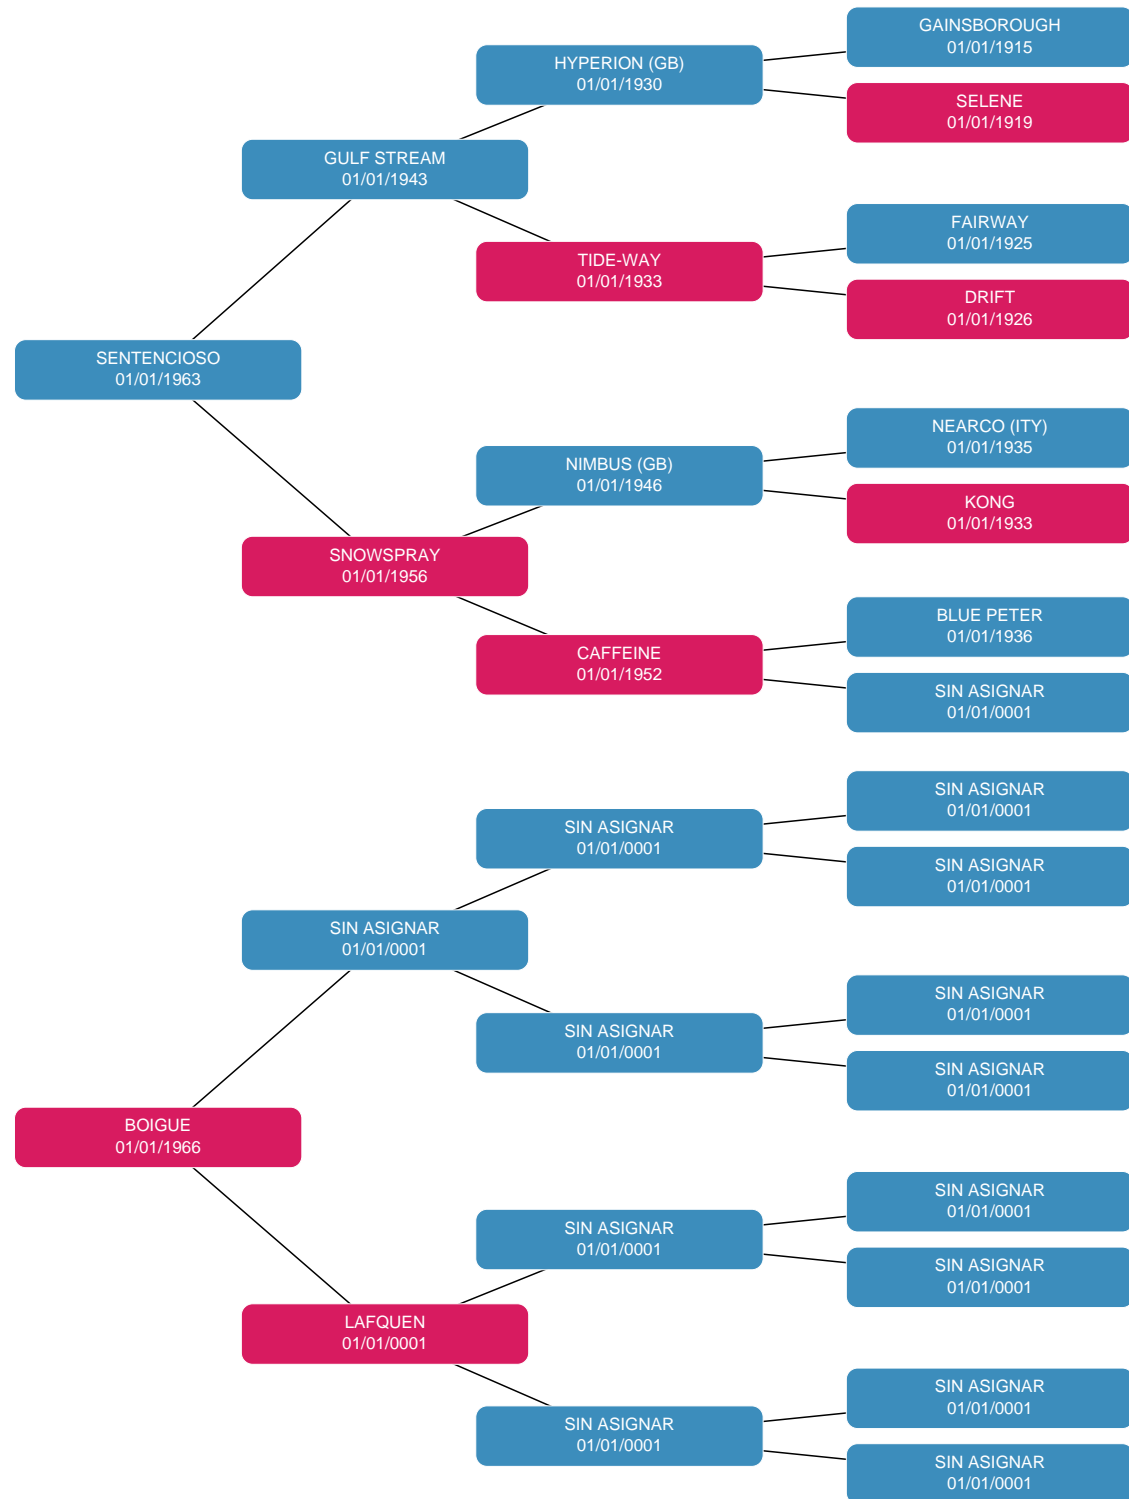 GAINSBOROUGH
01/01/1915
HYPERION (GB)
01/01/1930
SELENE
01/01/1919
GULF STREAM
01/01/1943
FAIRWAY
01/01/1925
TIDE-WAY
01/01/1933
DRIFT
01/01/1926
SENTENCIOSO
01/01/1963
NEARCO (ITY)
01/01/1935
NIMBUS (GB)
01/01/1946
KONG
01/01/1933
SNOWSPRAY
01/01/1956
BLUE PETER
01/01/1936
CAFFEINE
01/01/1952
SIN ASIGNAR
01/01/0001
SIN ASIGNAR
01/01/0001
SIN ASIGNAR
01/01/0001
SIN ASIGNAR
01/01/0001
SIN ASIGNAR
01/01/0001
SIN ASIGNAR
01/01/0001
SIN ASIGNAR
01/01/0001
SIN ASIGNAR
01/01/0001
BOIGUE
01/01/1966
SIN ASIGNAR
01/01/0001
SIN ASIGNAR
01/01/0001
SIN ASIGNAR
01/01/0001
LAFQUEN
01/01/0001
SIN ASIGNAR
01/01/0001
SIN ASIGNAR
01/01/0001
SIN ASIGNAR
01/01/0001